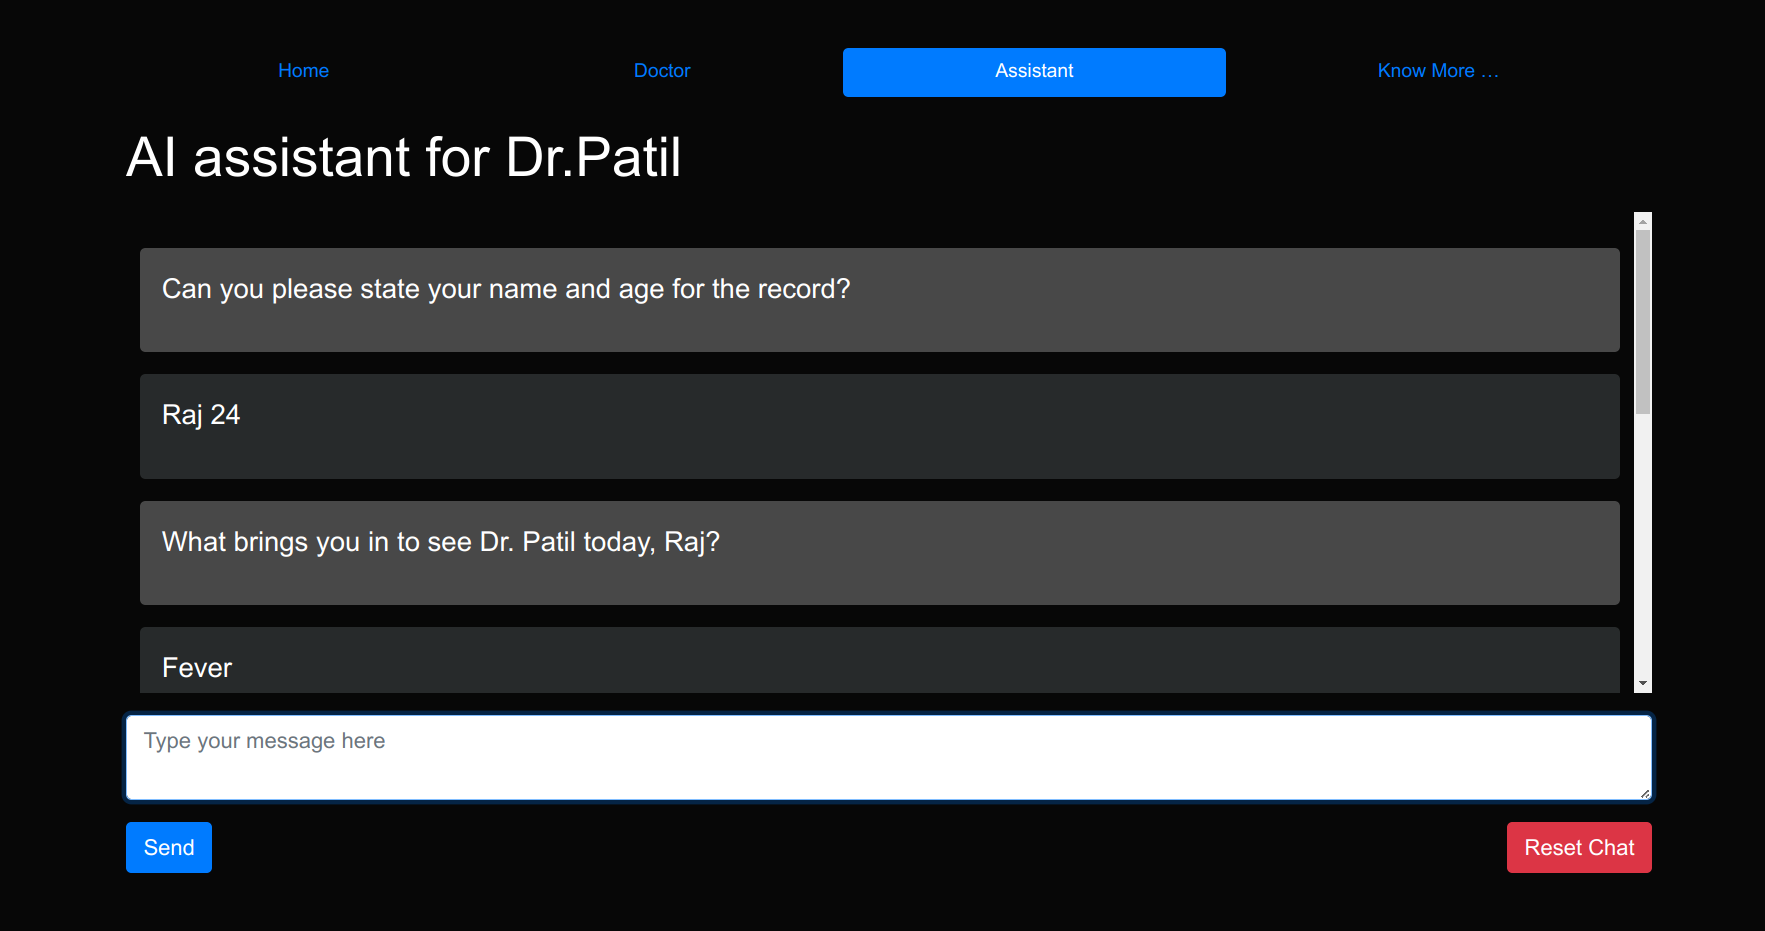 Home Doctor Assistant Know More ...
AI assistant for Dr.Patil
Can you please state your name and age for the record?
Raj 24
What brings you in to see Dr. Patil today, Raj?
Fever
Type your message here
Send Reset Chat